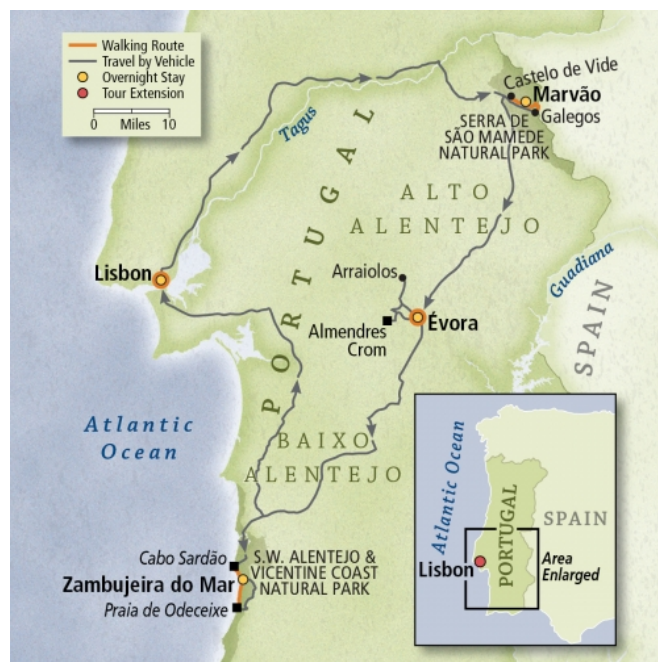 Walking Route
Travel by Vehicle
Overnight Stay
Tour Extension
0 Miles 10
Castelo de Vide
Marvão
Galegos
SERRA DE
SÃO MAMEDE
NATURAL PARK
Tagus
PORTUGAL
ALTO
ALENTEJO
Guadiana
SPAIN
Lisbon
Arraiolos
Évora
Almendres
Crom
Atlantic
Ocean
BAIXO
ALENTEJO
Cabo Sardão
S.W. ALENTEJO &
VICENTINE COAST
NATURAL PARK
Zambujeira do Mar
Praia de Odeceixe
Atlantic Ocean
PORTUGAL
SPAIN
Lisbon
Area
Enlarged